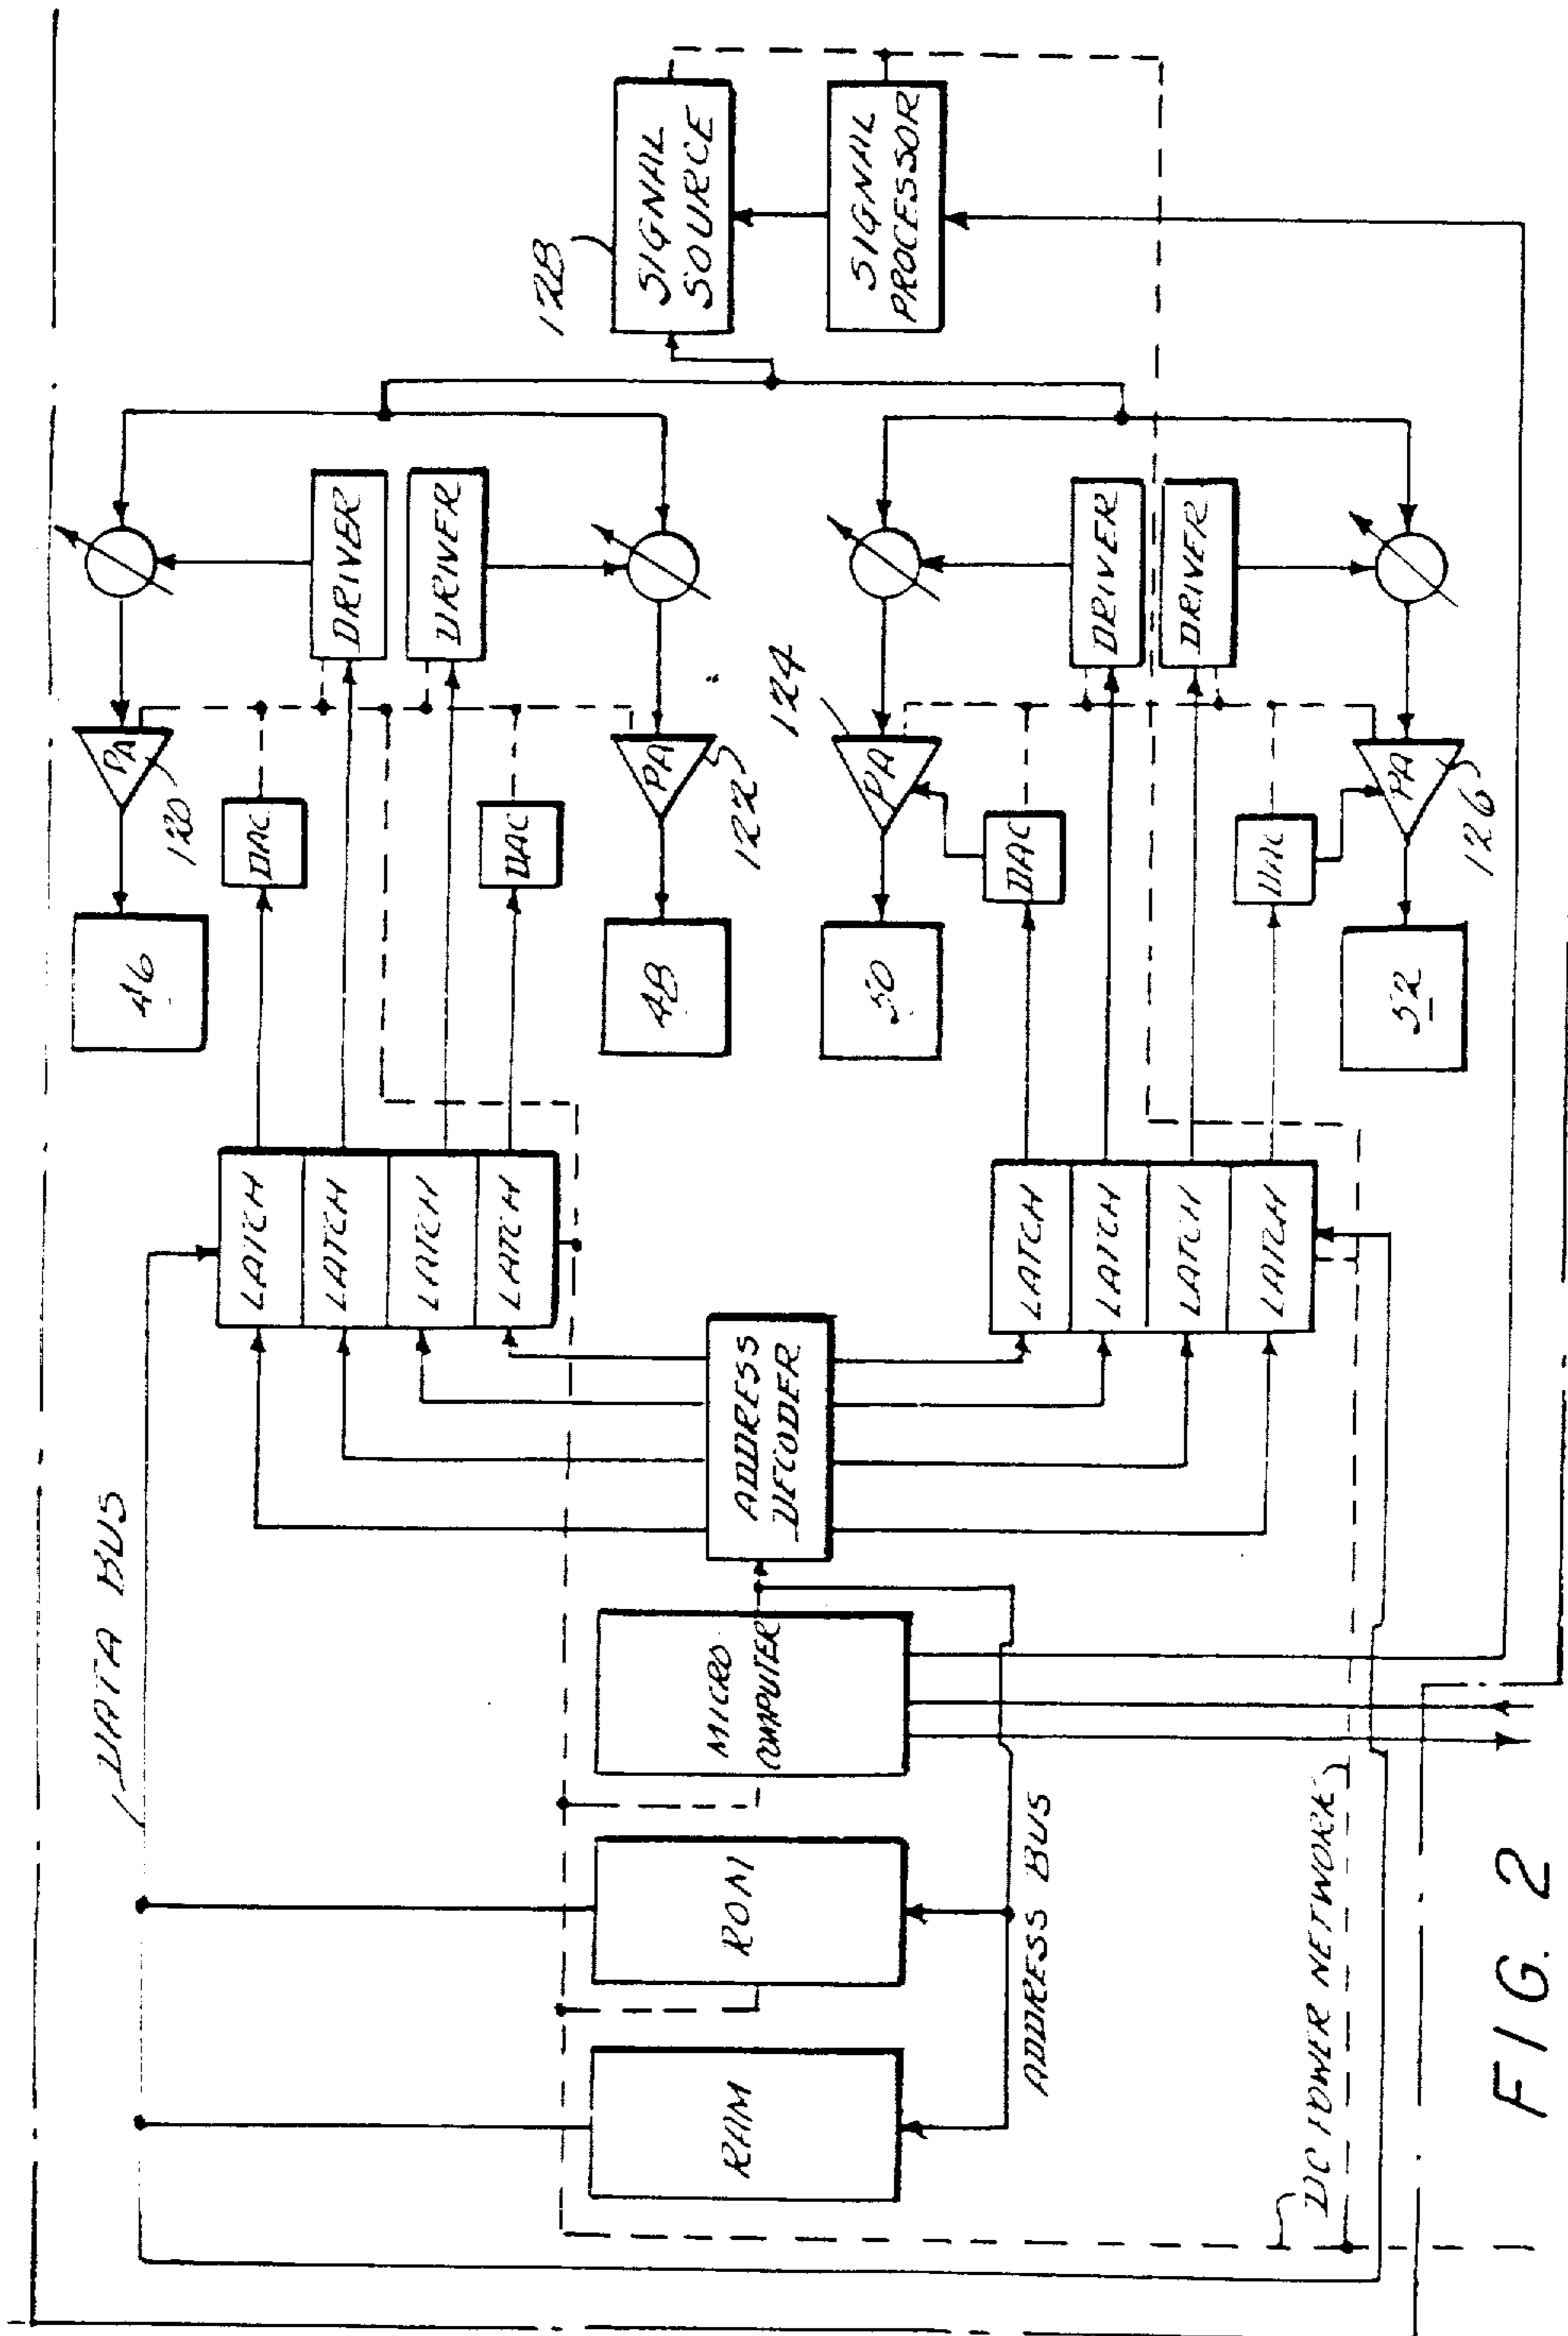 128
SIGNAL
SOURCE
SIGNAL
PROCESSOR
DRIVER
DRIVER
DRIVER
DRIVER
PA
120
PA
122
124
PA
PA
126
DAC
DAC
DAC
DAC
46
48
50
52
LATCH
LATCH
LATCH
LATCH
LATCH
LATCH
LATCH
LATCH
ADDRESS
DECODER
DATA BUS
MICRO
COMPUTER
ROM
RAM
ADDRESS BUS
DC POWER NETWORK
FIG. 2